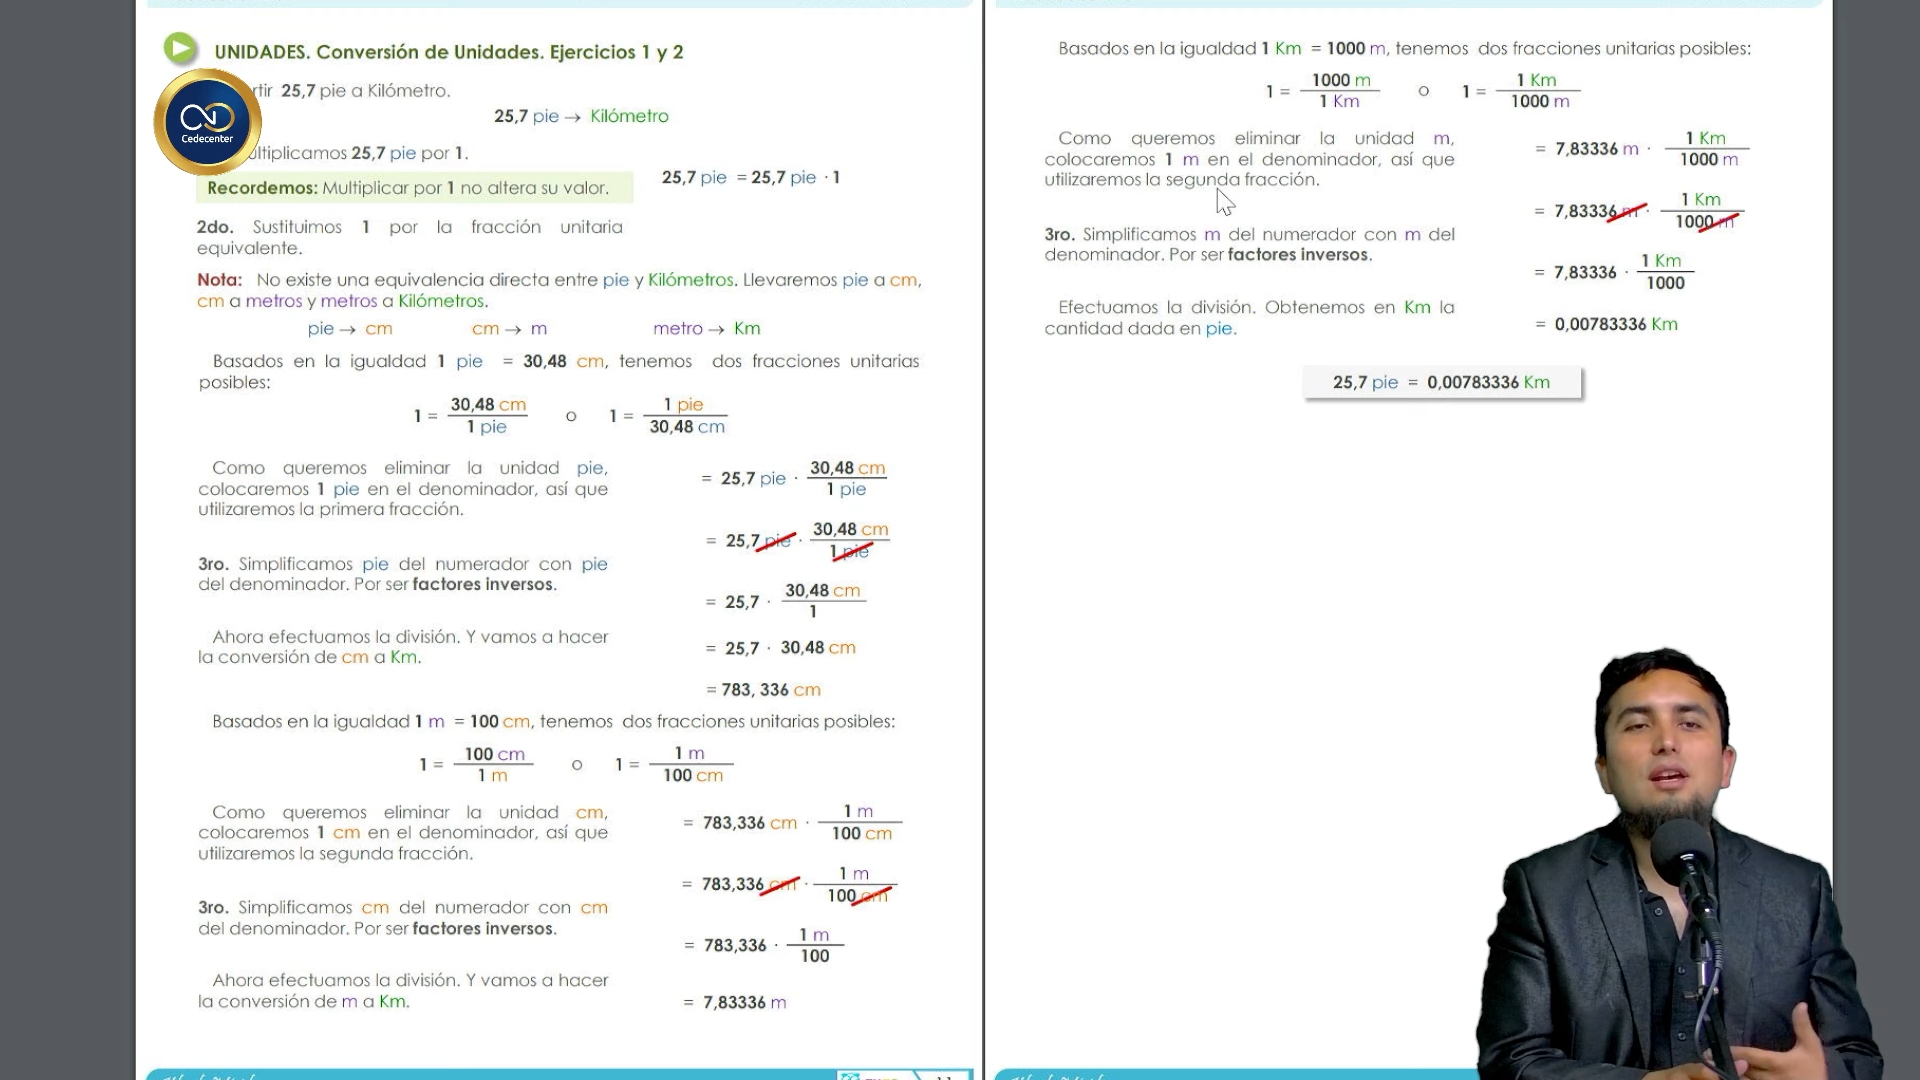 UNIDADES. Conversión de Unidades. Ejercicios 1 y 2
25,7 pie a Kilómetro.
25,7 pie → Kilómetro
Cedecenter
25,7 pie por 1.
25,7 pie = 25,7 pie · 1
Recordemos: Multiplicar por 1 no altera su valor.
2do. Sustituimos 1 por la fracción unitaria
equivalente.
Nota: No existe una equivalencia directa entre pie y Kilómetros. Llevaremos pie a cm,
cm a metros y metros a Kilómetros.
pie → cm cm → m metro → Km
Basados en la igualdad 1 pie = 30,48 cm, tenemos dos fracciones unitarias
posibles:
1 = 30,48 cm / 1 pie o 1 = 1 pie / 30,48 cm
Como queremos eliminar la unidad pie,
colocaremos 1 pie en el denominador, así que
utilizaremos la primera fracción.
= 25,7 pie · 30,48 cm / 1 pie
= 25,7 pie · 30,48 cm / 1 pie
3ro. Simplificamos pie del numerador con pie
del denominador. Por ser factores inversos.
= 25,7 · 30,48 cm / 1
Ahora efectuamos la división. Y vamos a hacer
la conversión de cm a Km.
= 25,7 · 30,48 cm
= 783, 336 cm
Basados en la igualdad 1 m = 100 cm, tenemos dos fracciones unitarias posibles:
1 = 100 cm / 1 m o 1 = 1 m / 100 cm
Como queremos eliminar la unidad cm,
colocaremos 1 cm en el denominador, así que
utilizaremos la segunda fracción.
= 783,336 cm · 1 m / 100 cm
= 783,336 cm · 1 m / 100 cm
3ro. Simplificamos cm del numerador con cm
del denominador. Por ser factores inversos.
= 783,336 · 1 m / 100
Ahora efectuamos la división. Y vamos a hacer
la conversión de m a Km.
= 7,83336 m
Basados en la igualdad 1 Km = 1000 m, tenemos dos fracciones unitarias posibles:
1 = 1000 m / 1 Km o 1 = 1 Km / 1000 m
Como queremos eliminar la unidad m,
colocaremos 1 m en el denominador, así que
utilizaremos la segunda fracción.
= 7,83336 m · 1 Km / 1000 m
= 7,83336 m · 1 Km / 1000 m
3ro. Simplificamos m del numerador con m del
denominador. Por ser factores inversos.
= 7,83336 · 1 Km / 1000
Efectuamos la división. Obtenemos en Km la
cantidad dada en pie.
= 0,00783336 Km
25,7 pie = 0,00783336 Km